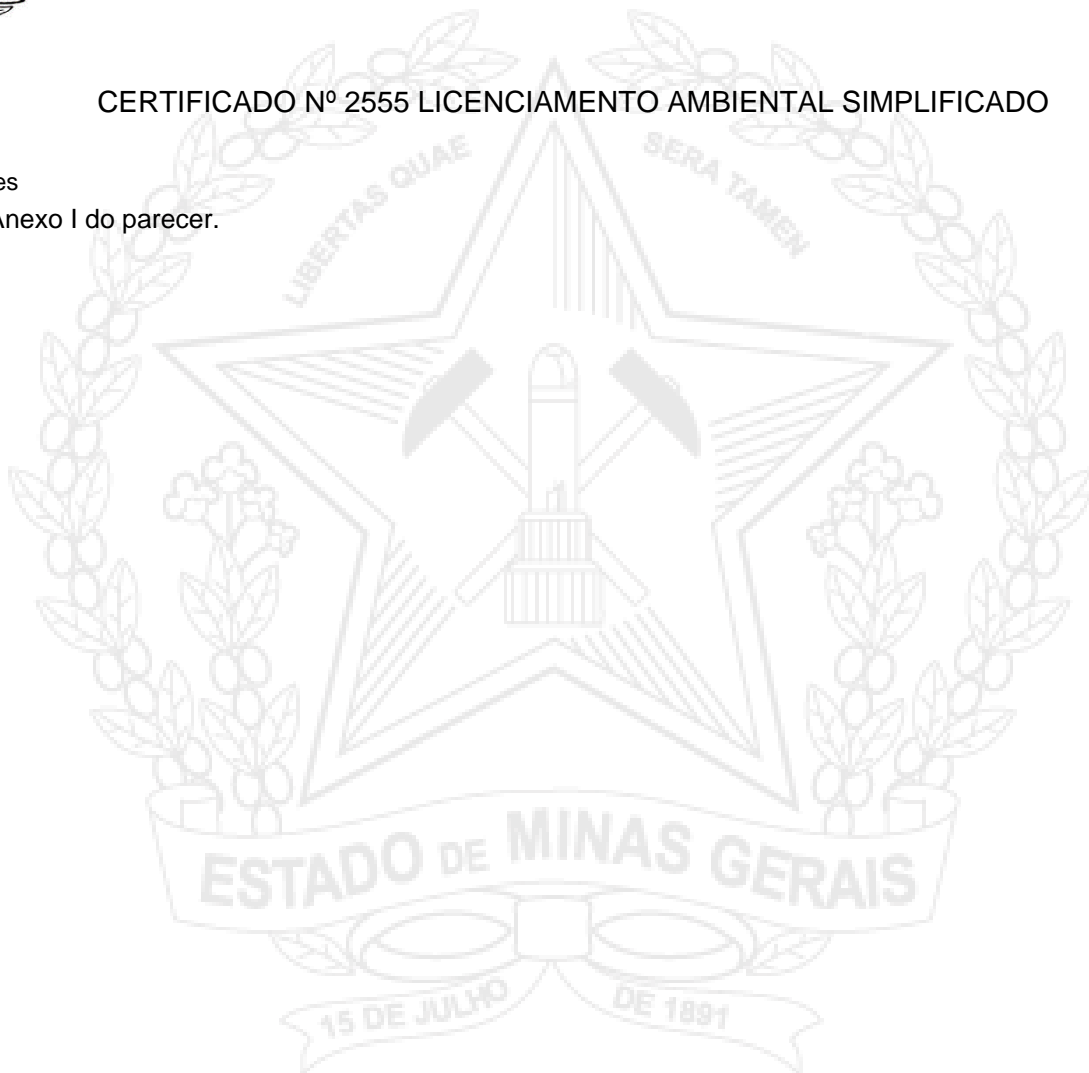 CERTIFICADO Nº 2555 LICENCIAMENTO AMBIENTAL SIMPLIFICADO
es
Anexo I do parecer.
LIBERTAS QUAE SERA TAMEN
ESTADO DE MINAS GERAIS
15 DE JULHO DE 1891